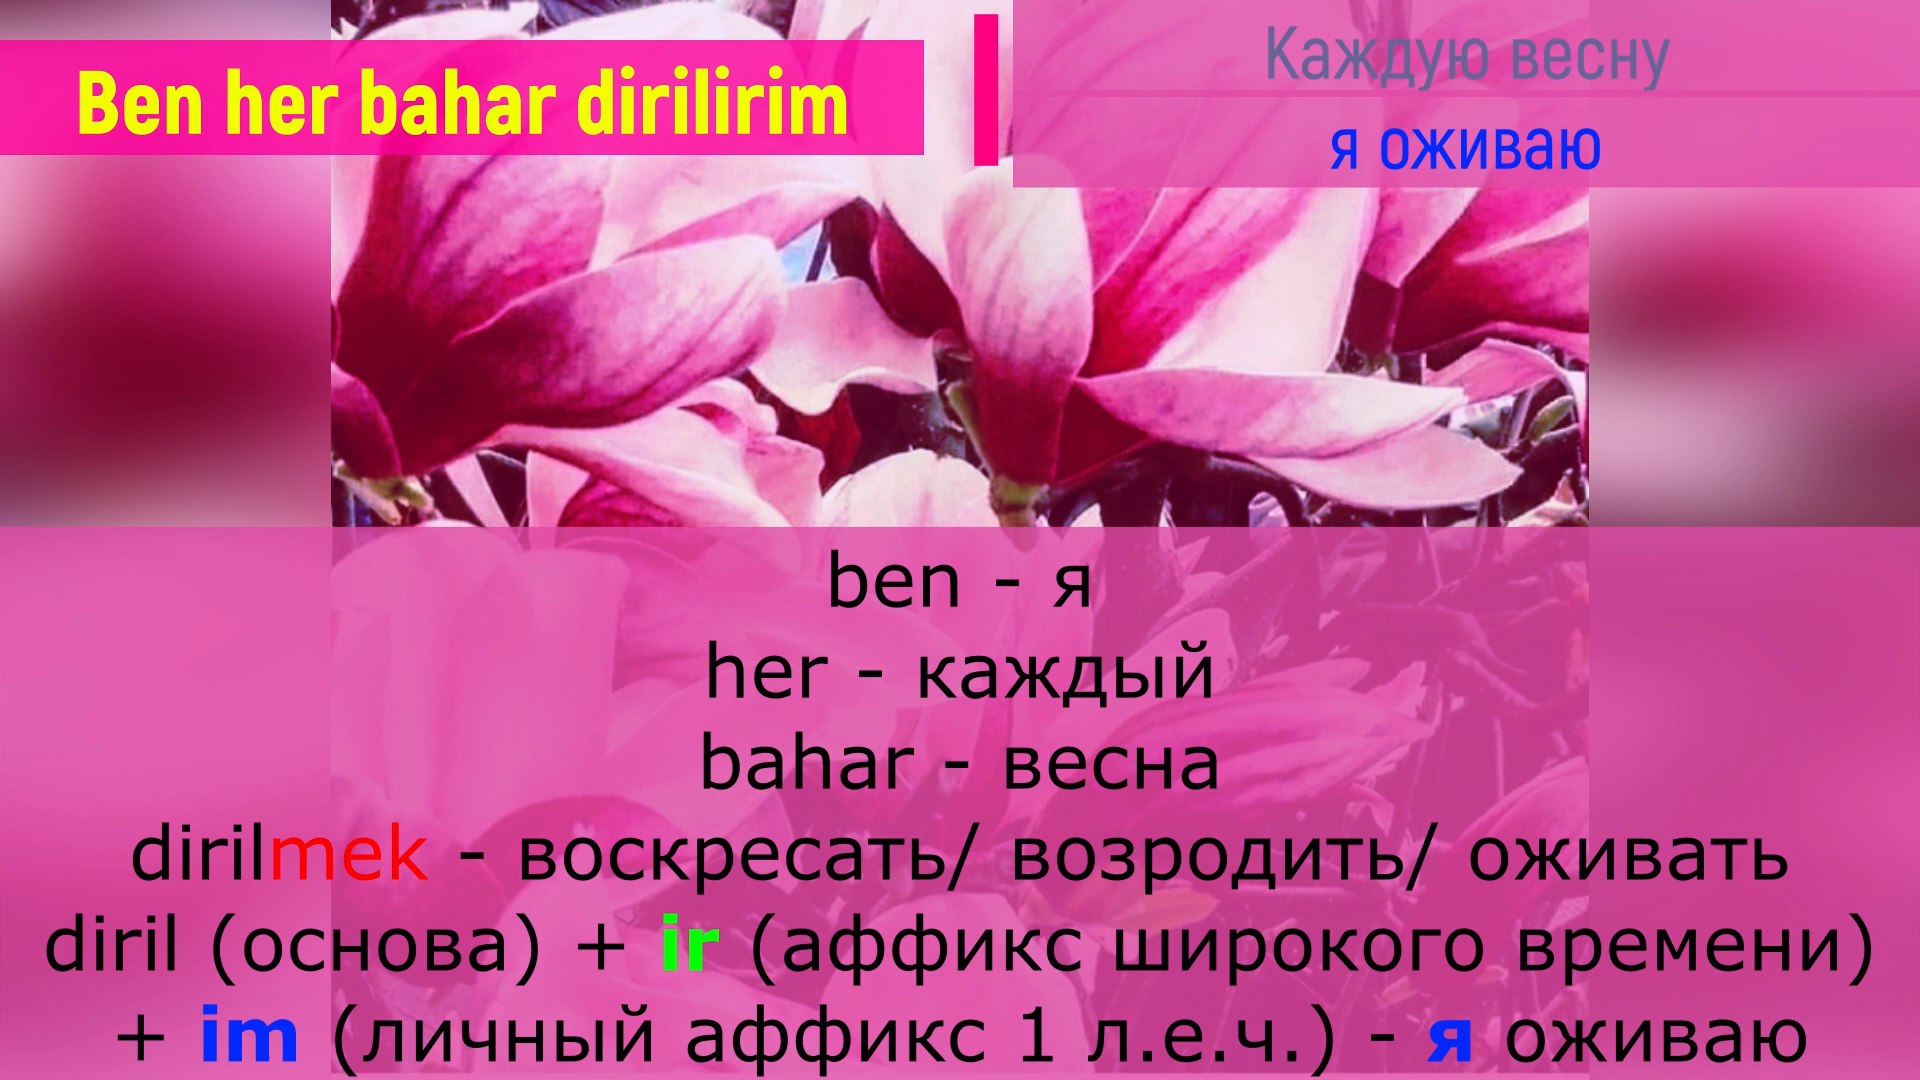 Ben her bahar dirilirim
Каждую весну
я оживаю
ben - я
her - каждый
bahar - весна
dirilmek - воскресать/ возродить/ оживать
diril (основа) + ir (аффикс широкого времени)
+ im (личный аффикс 1 л.е.ч.) - я оживаю